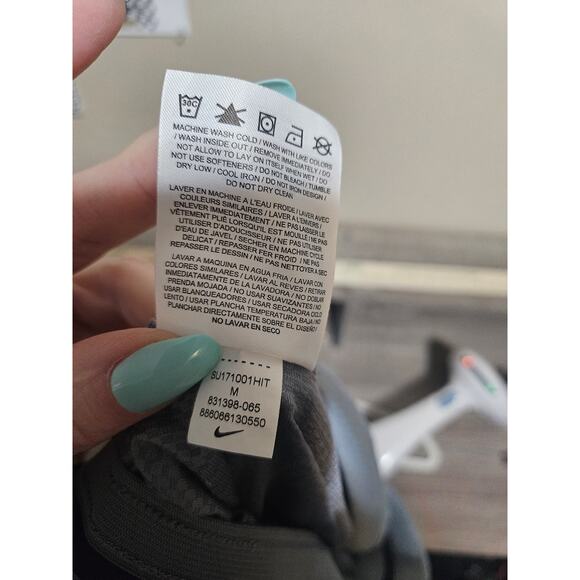 30C
MACHINE WASH COLD / WASH WITH LIKE COLORS
/ WASH INSIDE OUT / REMOVE IMMEDIATELY / DO
NOT ALLOW TO LAY ON ITSELF WHEN WET / DO
NOT USE SOFTENERS / DO NOT BLEACH / TUMBLE
DRY LOW / COOL IRON / DO NOT IRON DESIGN /
DO NOT DRY CLEAN
LAVER EN MACHINE A L'EAU FROIDE / LAVER AVEC
COULEURS SIMILAIRES / LAVER A L'ENVERS /
ENLEVER IMMEDIATEMENT / NE PAS LAISSER LE
VÊTEMENT PLIÉ LORSQUIL EST MOUILLÉ / NE PAS
UTILISER D'ADOUCISSEUR / NE PAS UTILISER
D'EAU DE JAVEL / SECHER EN MACHINE CYCLE
DELICAT / REPASSER FER FROID / NE PAS
REPASSER LE DESSIN / NE PAS NETTOYER A SEC
LAVAR A MAQUINA EN AGUA FRIA / LAVAR CON
COLORES SIMILARES / LAVAR AL REVES / RETIRAR
INMEDIATAMENTE DE LA LAVADORA / NO DOBLAR
PRENDA MOJADA / NO USAR SUAVIZANTES / NO
USAR BLANQUEADORES / USAR SECADORA CICLO
LENTO / USAR PLANCHA TEMPERATURA BAJA / NO
PLANCHAR DIRECTAMENTE SOBRE EL DISEÑO /
NO LAVAR EN SECO
SU171001HIT
M
831398-065
886066130550